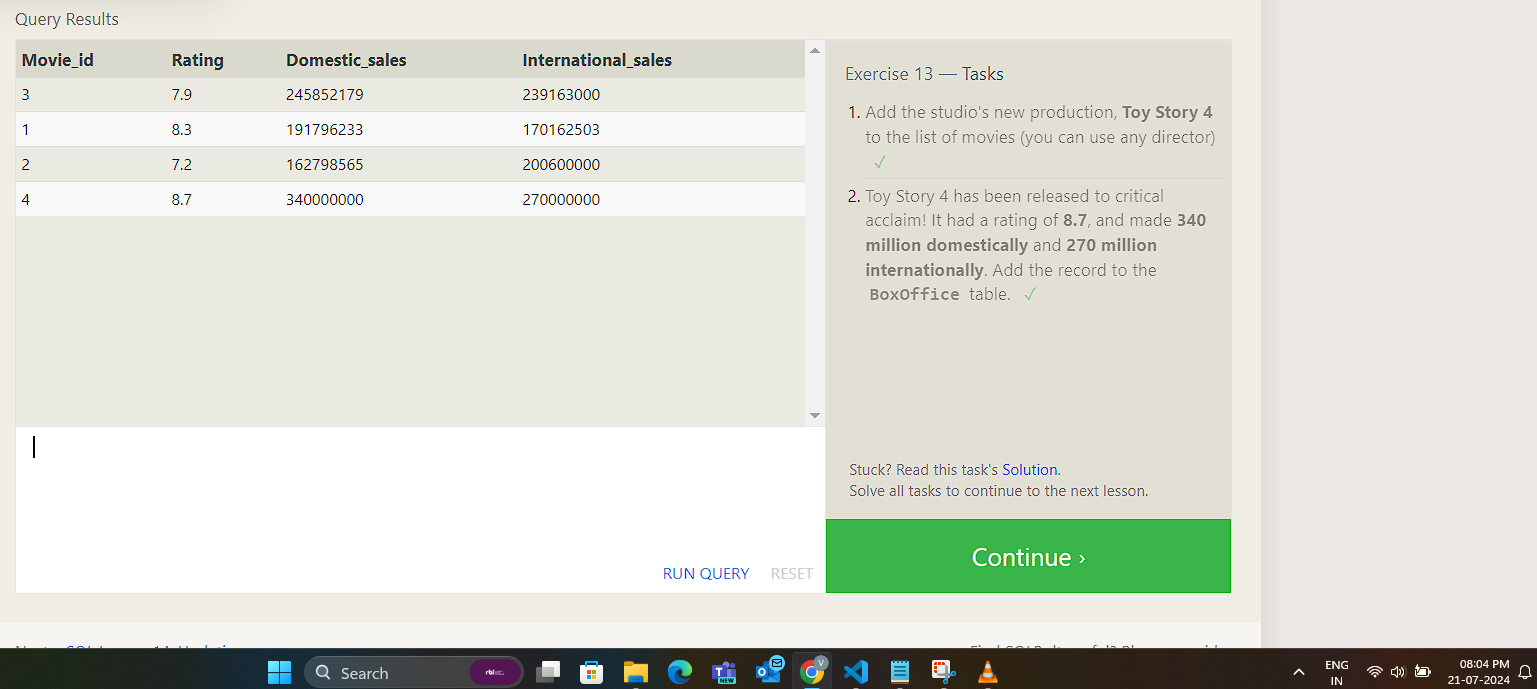 Query Results
Movie_id Rating Domestic_sales International_sales
3 7.9 245852179 239163000
1 8.3 191796233 170162503
2 7.2 162798565 200600000
4 8.7 340000000 270000000
RUN QUERY RESET
Exercise 13 — Tasks
1. Add the studio's new production, Toy Story 4
to the list of movies (you can use any director)
✓
2. Toy Story 4 has been released to critical
acclaim! It had a rating of 8.7, and made 340
million domestically and 270 million
internationally. Add the record to the
BoxOffice table. ✓
Stuck? Read this task's Solution.
Solve all tasks to continue to the next lesson.
Continue ›
Search
NEW
V
ENG
IN
08:04 PM
21-07-2024